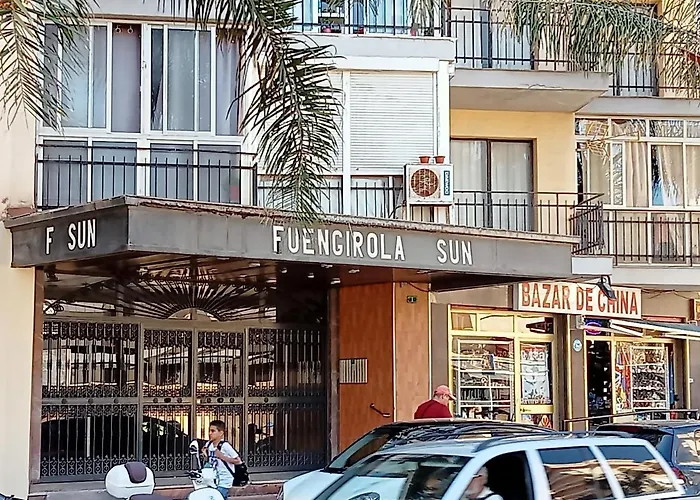 F SUN
FUENGIROLA SUN
BAZAR DE CHINA